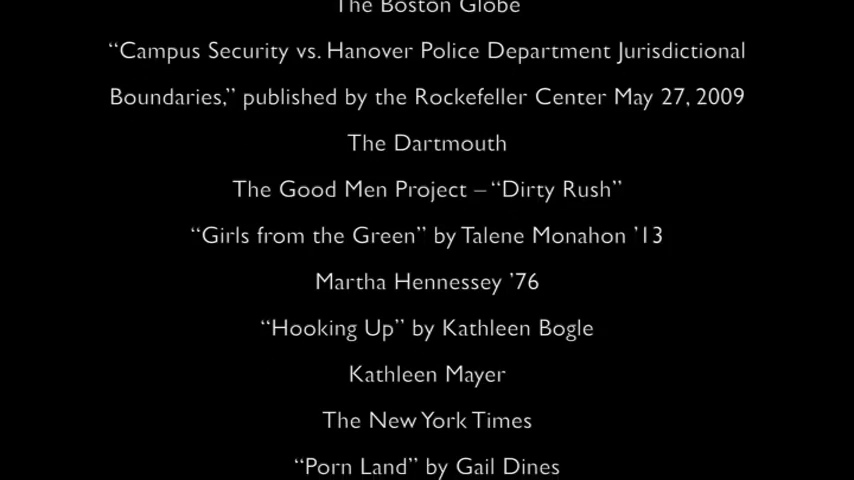 The Boston Globe
“Campus Security vs. Hanover Police Department Jurisdictional
Boundaries,” published by the Rockefeller Center May 27, 2009
The Dartmouth
The Good Men Project – “Dirty Rush”
“Girls from the Green” by Talene Monahon ’13
Martha Hennessey ’76
“Hooking Up” by Kathleen Bogle
Kathleen Mayer
The New York Times
“Porn Land” by Gail Dines